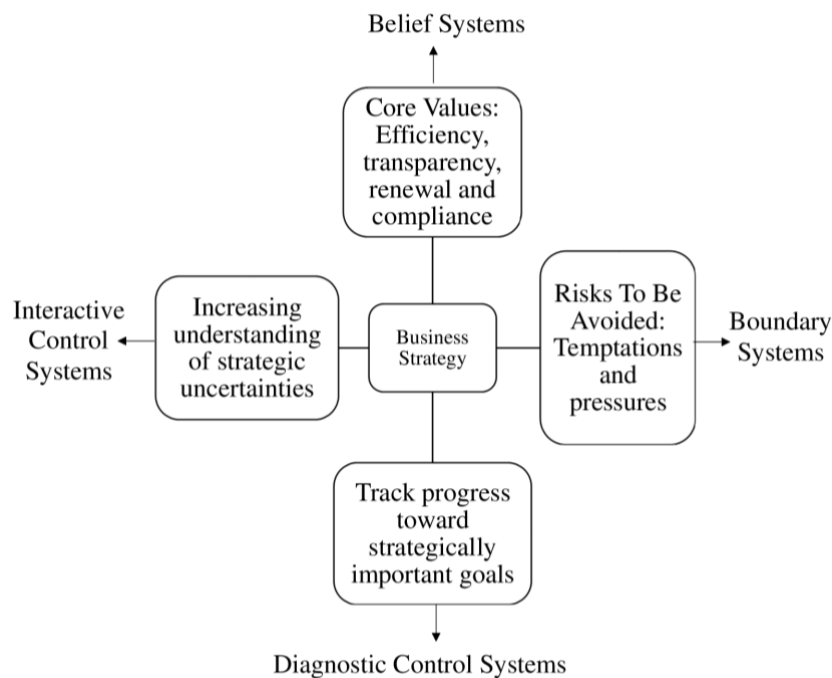 Belief Systems
Core Values:
Efficiency,
transparency,
renewal and
compliance
Interactive
Control
Systems
Increasing
understanding
of strategic
uncertainties
Business
Strategy
Risks To Be
Avoided:
Temptations
and
pressures
Boundary
Systems
Track progress
toward
strategically
important goals
Diagnostic Control Systems